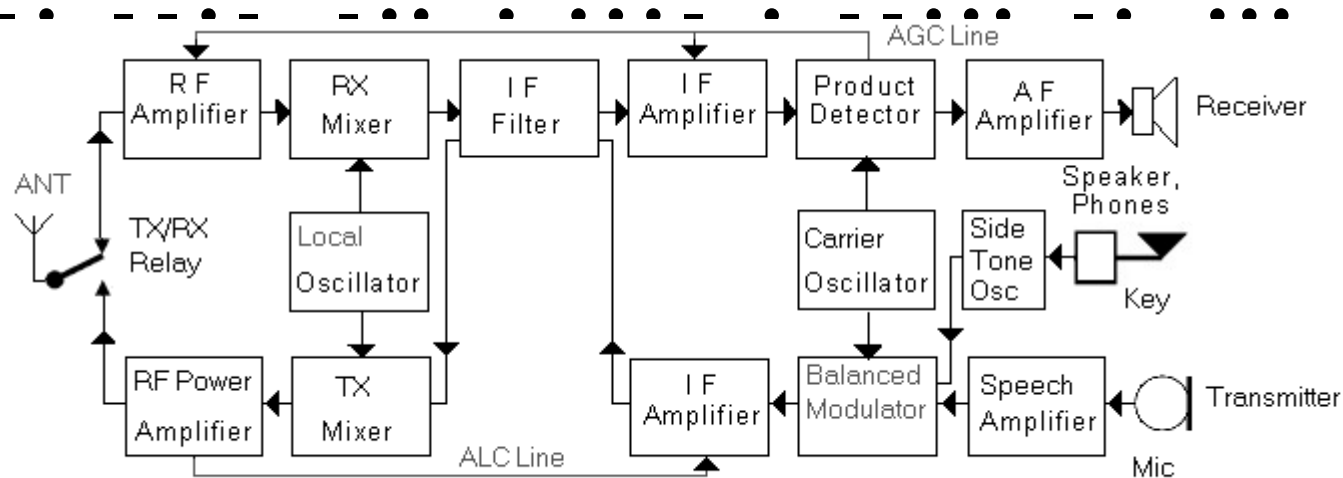 AGC Line
R F
Amplifier
RX
Mixer
I F
Filter
I F
Amplifier
Product
Detector
A F
Amplifier
Receiver
Speaker,
Phones
ANT
TX/RX
Relay
Local
Oscillator
Carrier
Oscillator
Side
Tone
Osc
Key
RF Power
Amplifier
TX
Mixer
I F
Amplifier
Balanced
Modulator
Speech
Amplifier
Transmitter
ALC Line
Mic